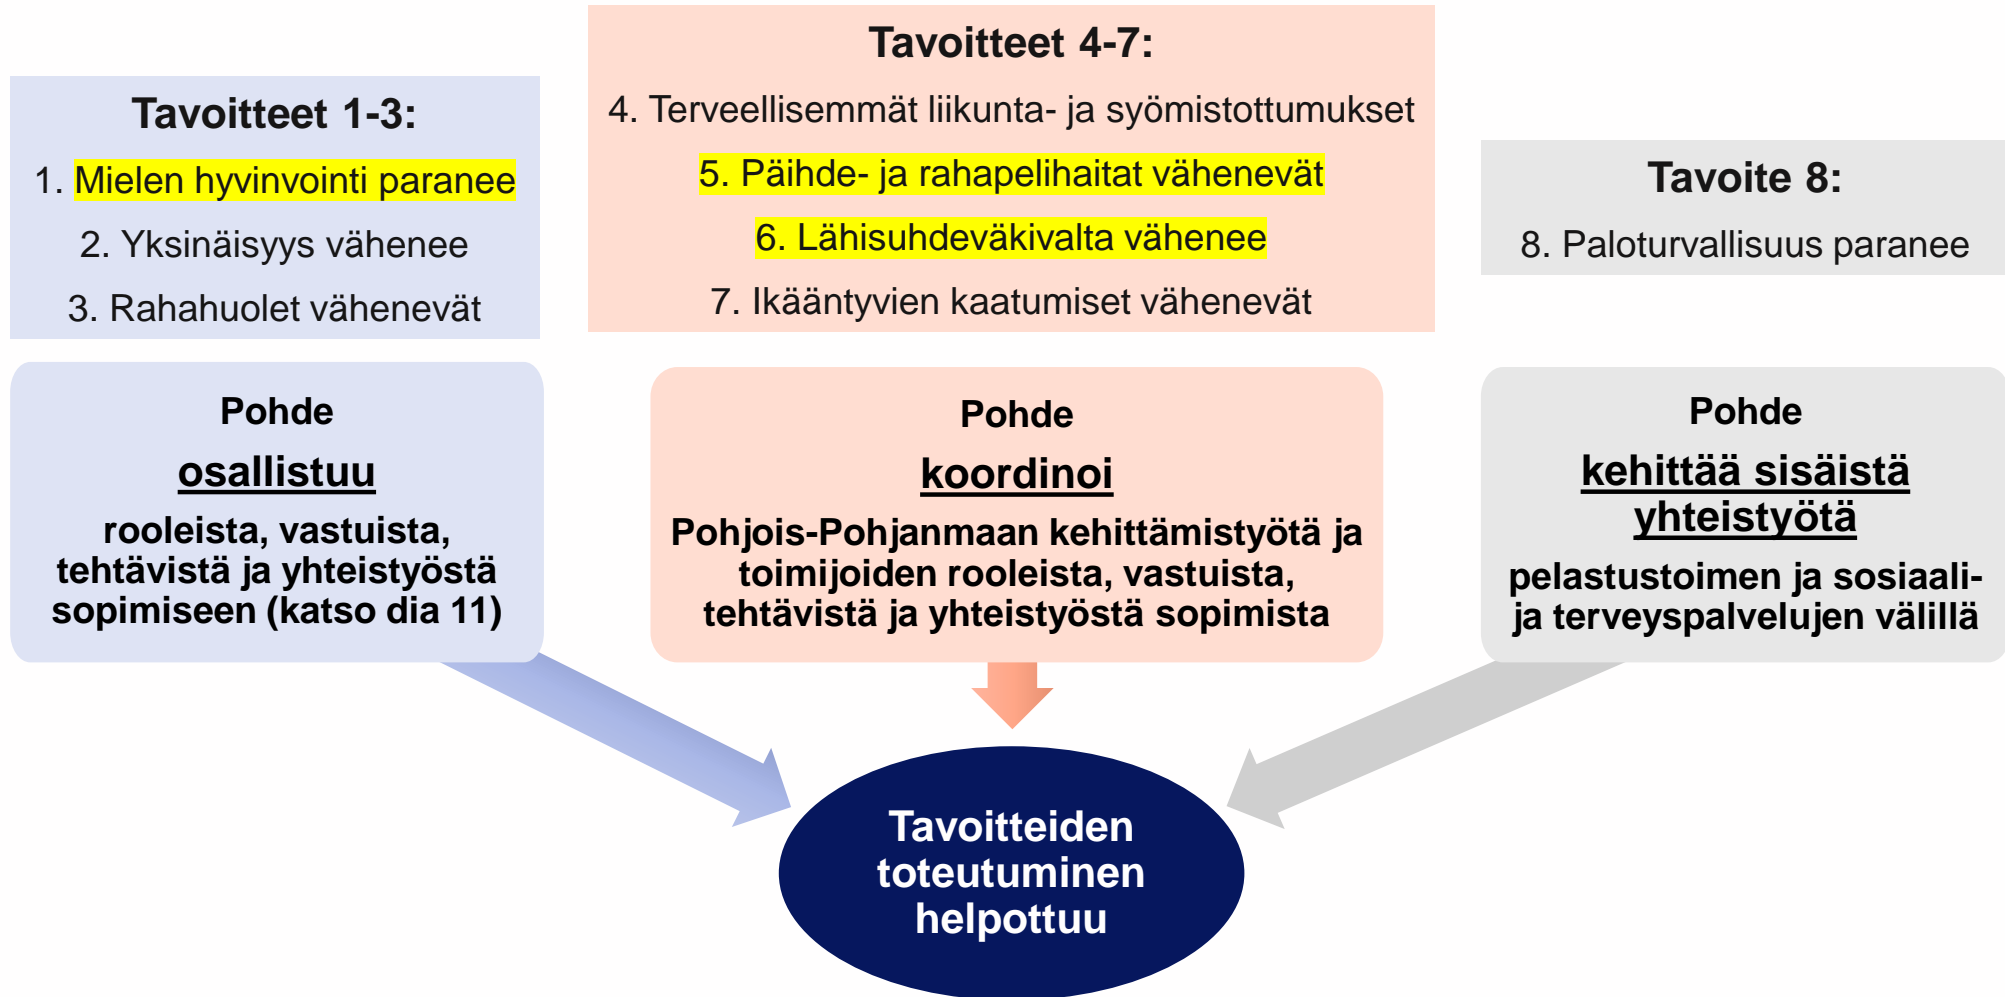 Tavoitteet 1-3:
1. Mielen hyvinvointi paranee
2. Yksinäisyys vähenee
3. Rahahuolet vähenevät
Tavoitteet 4-7:
4. Terveellisemmät liikunta- ja syömistottumukset
5. Päihde- ja rahapelihaitat vähenevät
6. Lähisuhdeväkivalta vähenee
7. Ikääntyvien kaatumiset vähenevät
Tavoite 8:
8. Paloturvallisuus paranee
Pohde
osallistuu
rooleista, vastuista,
tehtävistä ja yhteistyöstä
sopimiseen (katso dia 11)
Pohde
koordinoi
Pohjois-Pohjanmaan kehittämistyötä ja
toimijoiden rooleista, vastuista,
tehtävistä ja yhteistyöstä sopimista
Pohde
kehittää sisäistä
yhteistyötä
pelastustoimen ja sosiaali-
ja terveyspalvelujen välillä
Tavoitteiden
toteutuminen
helpottuu